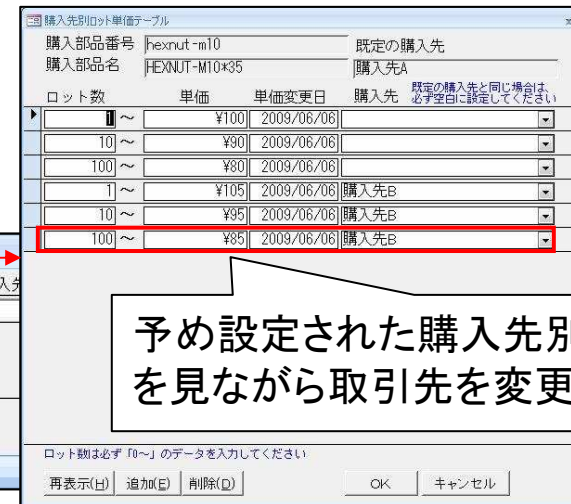 購入先別ロット単価テーブル
購入部品番号 hexnut-m10 既定の購入先
購入部品名 HEXNUT-M10*35 購入先A
ロット数 単価 単価変更日 購入先 既定の購入先と同じ場合は、
必ず空白に設定してください
1 ～ ¥100 2009/06/06
10 ～ ¥90 2009/06/06
100 ～ ¥80 2009/06/06
1 ～ ¥105 2009/06/06 購入先B
10 ～ ¥95 2009/06/06 購入先B
100 ～ ¥85 2009/06/06 購入先B
予め設定された購入先別
を見ながら取引先を変更
ロット数は必ず「0～」のデータを入力してください
再表示(H) 追加(E) 削除(D) OK キャンセル